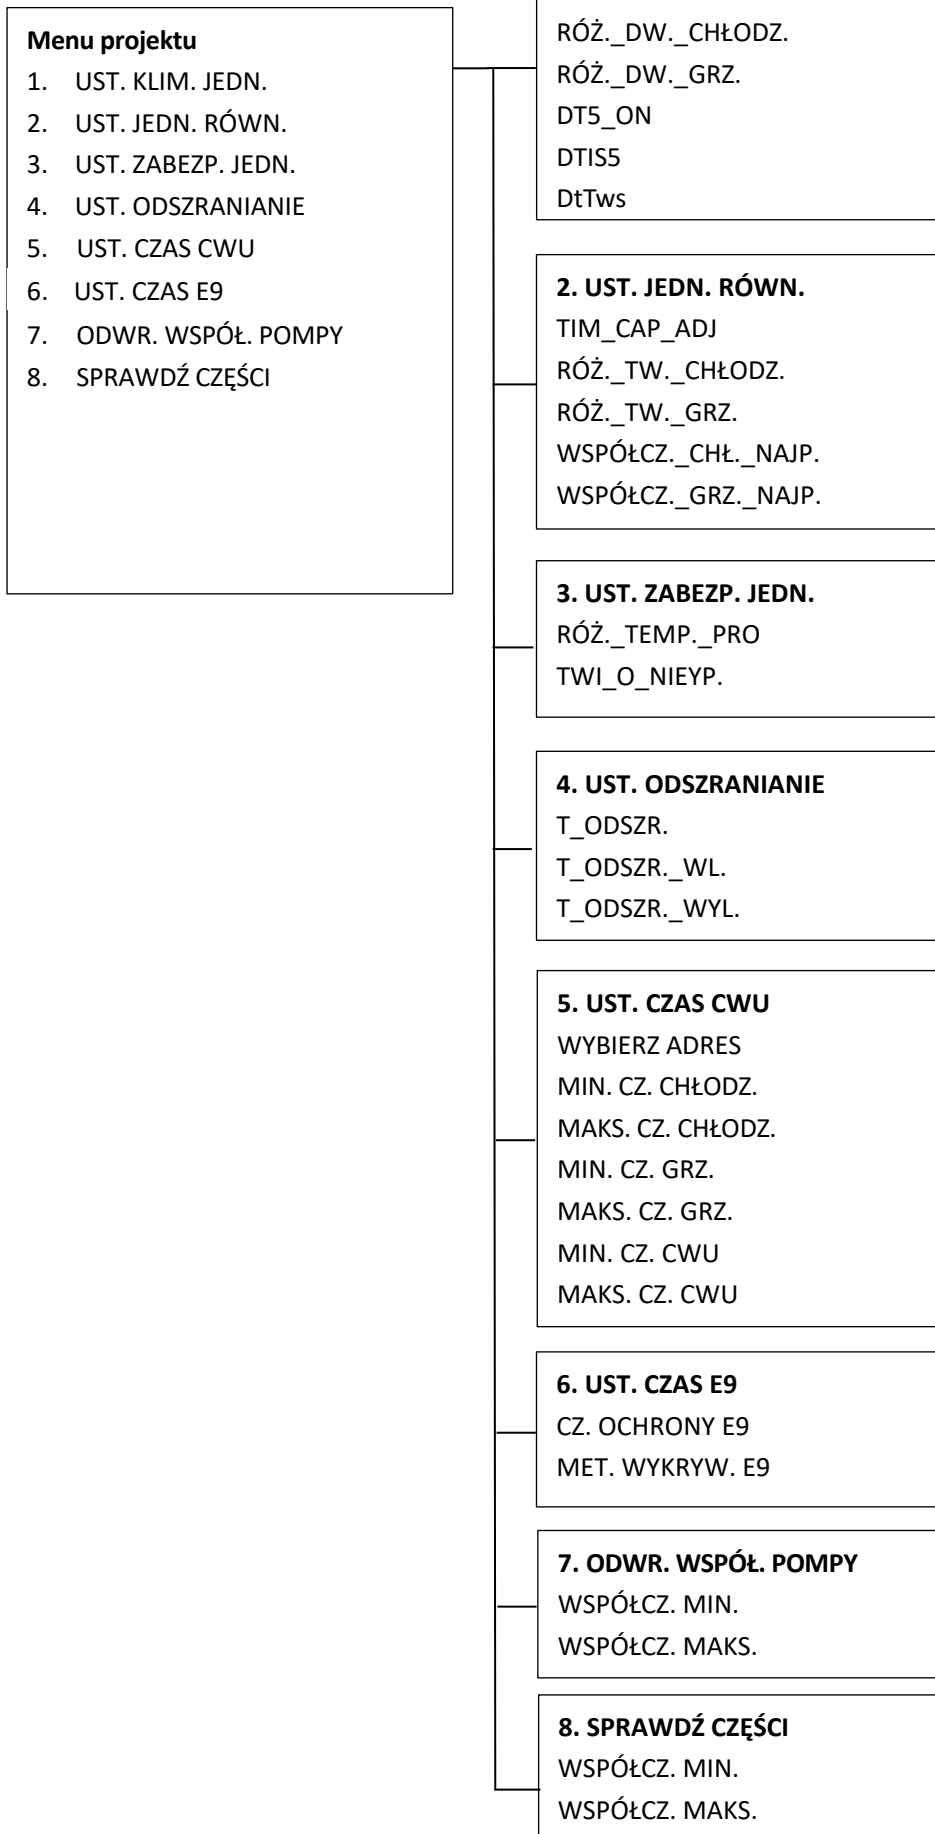 Menu projektu
1. UST. KLIM. JEDN.
2. UST. JEDN. RÓWN.
3. UST. ZABEZP. JEDN.
4. UST. ODSZRANIANIE
5. UST. CZAS CWU
6. UST. CZAS E9
7. ODWR. WSPÓŁ. POMPY
8. SPRAWDŹ CZĘŚCI
RÓŻ._DW._CHŁODZ.
RÓŻ._DW._GRZ.
DT5_ON
DTIS5
DtTws
2. UST. JEDN. RÓWN.
TIM_CAP_ADJ
RÓŻ._TW._CHŁODZ.
RÓŻ._TW._GRZ.
WSPÓŁCZ._CHŁ._NAJP.
WSPÓŁCZ._GRZ._NAJP.
3. UST. ZABEZP. JEDN.
RÓŻ._TEMP._PRO
TWI_O_NIEYP.
4. UST. ODSZRANIANIE
T_ODSZR.
T_ODSZR._WL.
T_ODSZR._WYL.
5. UST. CZAS CWU
WYBIERZ ADRES
MIN. CZ. CHŁODZ.
MAKS. CZ. CHŁODZ.
MIN. CZ. GRZ.
MAKS. CZ. GRZ.
MIN. CZ. CWU
MAKS. CZ. CWU
6. UST. CZAS E9
CZ. OCHRONY E9
MET. WYKRYW. E9
7. ODWR. WSPÓŁ. POMPY
WSPÓŁCZ. MIN.
WSPÓŁCZ. MAKS.
8. SPRAWDŹ CZĘŚCI
WSPÓŁCZ. MIN.
WSPÓŁCZ. MAKS.